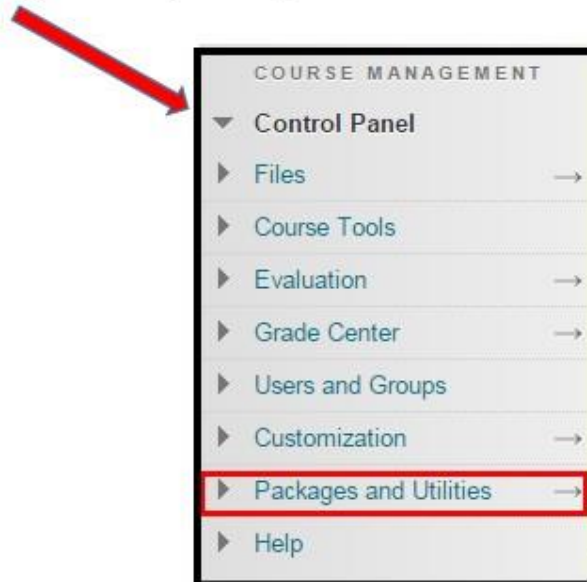 COURSE MANAGEMENT
Control Panel
Files
Course Tools
Evaluation
Grade Center
Users and Groups
Customization
Packages and Utilities
Help